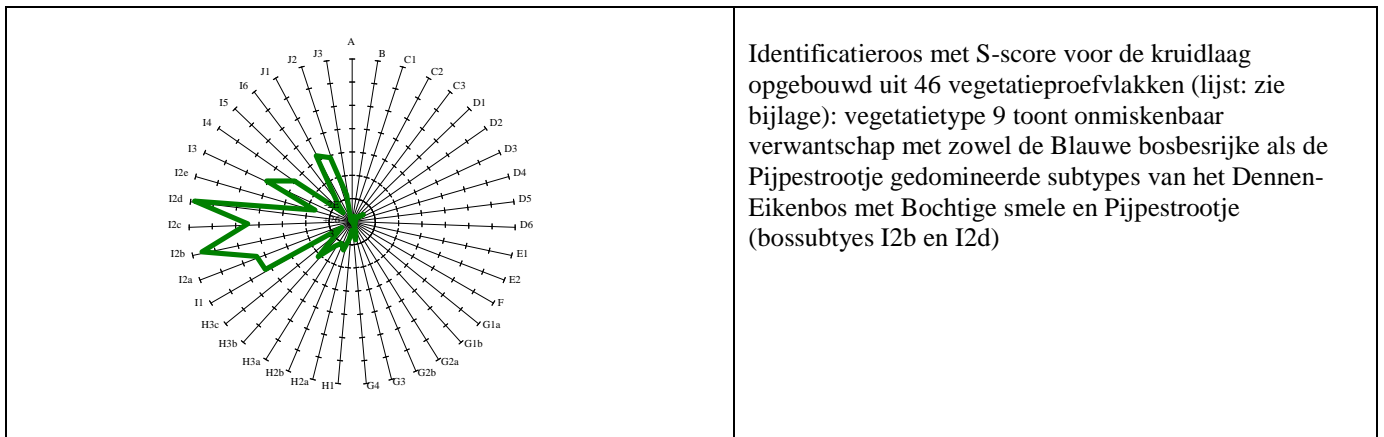 A
B
C1
C2
C3
D1
D2
D3
D4
D5
D6
E1
E2
F
G1a
G1b
G2a
G2b
G3
G4
H1
H2a
H2b
H3a
H3b
H3c
I1
I2a
I2b
I2c
I2d
I2e
I3
I4
I5
I6
J1
J2
J3
Identificatieroos met S-score voor de kruidlaag
opgebouwd uit 46 vegetatieproefvlakken (lijst: zie
bijlage): vegetatietype 9 toont onmiskenbaar
verwantschap met zowel de Blauwe bosbesrijke als de
Pijpestrootje gedomineerde subtypes van het Dennen-
Eikenbos met Bochtige smele en Pijpestrootje
(bossubtyes I2b en I2d)